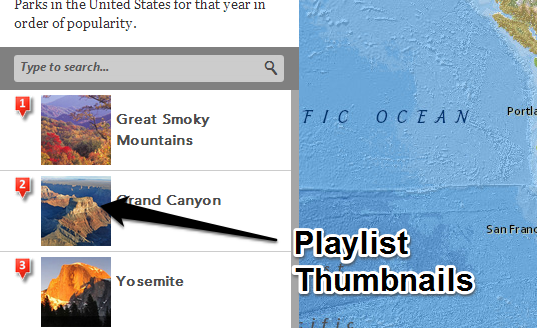 Parks in the United States for that year in
order of popularity.
Type to search...
1
Great Smoky
Mountains
2
Grand Canyon
3
Yosemite
FIC OCEAN
Portla
San Franc
Playlist
Thumbnails
cific